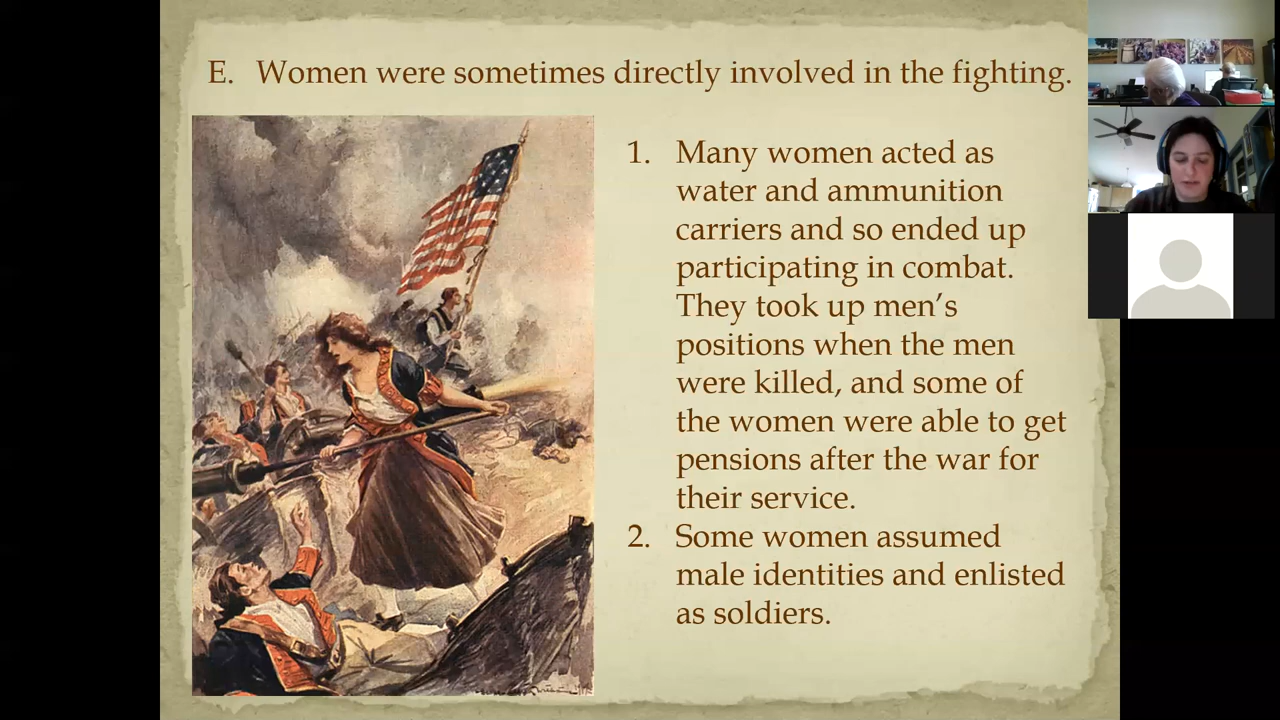 E. Women were sometimes directly involved in the fighting.
1. Many women acted as
water and ammunition
carriers and so ended up
participating in combat.
They took up men’s
positions when the men
were killed, and some of
the women were able to get
pensions after the war for
their service.
2. Some women assumed
male identities and enlisted
as soldiers.